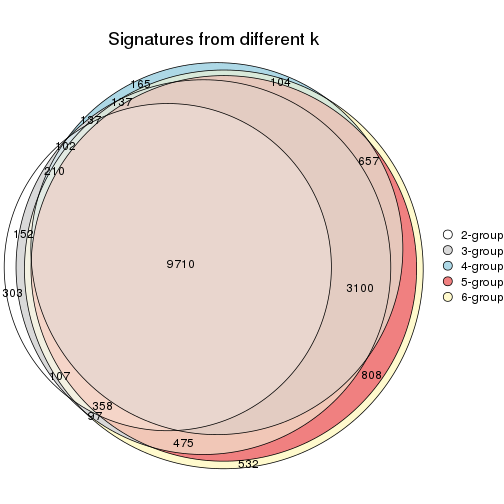 Signatures from different k
165
104
137
137
102
657
210
152
2-group
3-group
9710
4-group
5-group
3100
303
6-group
107
808
358
97
475
532